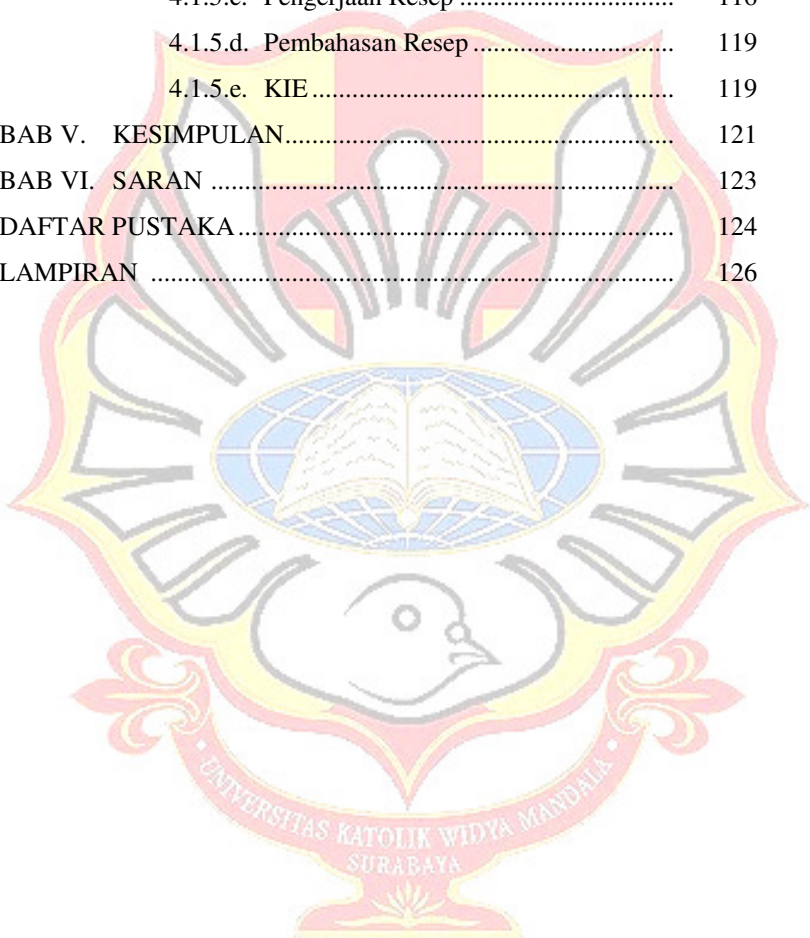 4.1.5.c. Pengerjaan Resep ................................ 118
4.1.5.d. Pembahasan Resep .............................. 119
4.1.5.e. KIE ...................................................... 119
BAB V. KESIMPULAN.......................................................... 121
BAB VI. SARAN ..................................................................... 123
DAFTAR PUSTAKA ................................................................. 124
LAMPIRAN .............................................................................. 126
UNIVERSITAS KATOLIK WIDYA MANDALA
SURABAYA